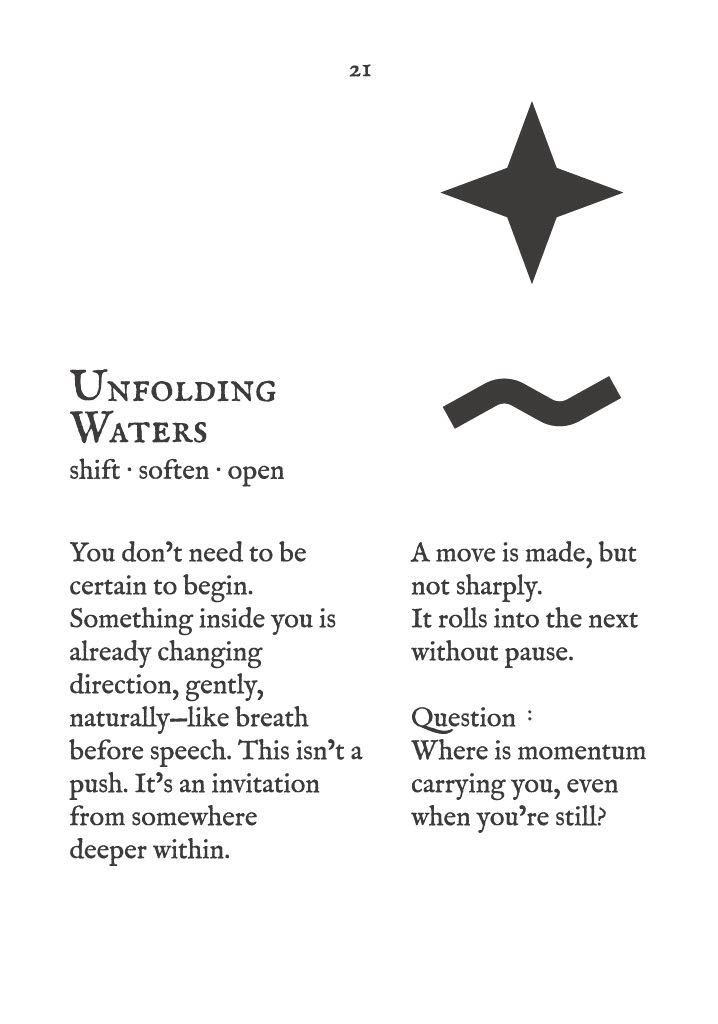 21
Unfolding
Waters
shift · soften · open
You don’t need to be
certain to begin.
Something inside you is
already changing
direction, gently,
naturally—like breath
before speech. This isn’t a
push. It’s an invitation
from somewhere
deeper within.
A move is made, but
not sharply.
It rolls into the next
without pause.
Question :
Where is momentum
carrying you, even
when you’re still?